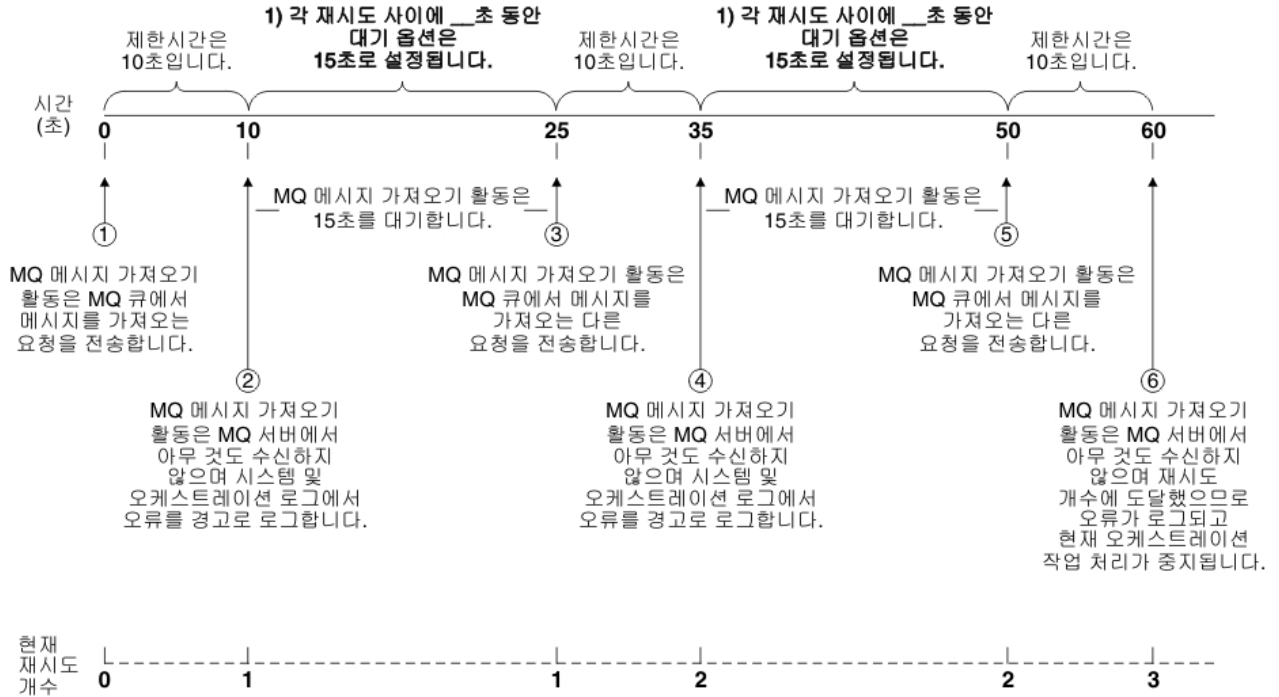 제한시간은
10초입니다.
1) 각 재시도 사이에 __초 동안
대기 옵션은
15초로 설정됩니다.
제한시간은
10초입니다.
1) 각 재시도 사이에 __초 동안
대기 옵션은
15초로 설정됩니다.
제한시간은
10초입니다.
시간
(초)
0
10
25
35
50
60
MQ 메시지 가져오기 활동은
15초를 대기합니다.
MQ 메시지 가져오기 활동은
15초를 대기합니다.
①
MQ 메시지 가져오기
활동은 MQ 큐에서
메시지를 가져오는
요청을 전송합니다.
③
MQ 메시지 가져오기 활동은
MQ 큐에서 메시지를
가져오는 다른
요청을 전송합니다.
⑤
MQ 메시지 가져오기 활동은
MQ 큐에서 메시지를
가져오는 다른
요청을 전송합니다.
②
MQ 메시지 가져오기
활동은 MQ 서버에서
아무 것도 수신하지
않으며 시스템 및
오케스트레이션 로그에서
오류를 경고로 로그합니다.
④
MQ 메시지 가져오기
활동은 MQ 서버에서
아무 것도 수신하지
않으며 시스템 및
오케스트레이션 로그에서
오류를 경고로 로그합니다.
⑥
MQ 메시지 가져오기
활동은 MQ 서버에서
아무 것도 수신하지
않으며 재시도
개수에 도달했으므로
오류가 로그되고
현재 오케스트레이션
작업 처리가 중지됩니다.
현재
재시도
개수
0
1
1
2
2
3